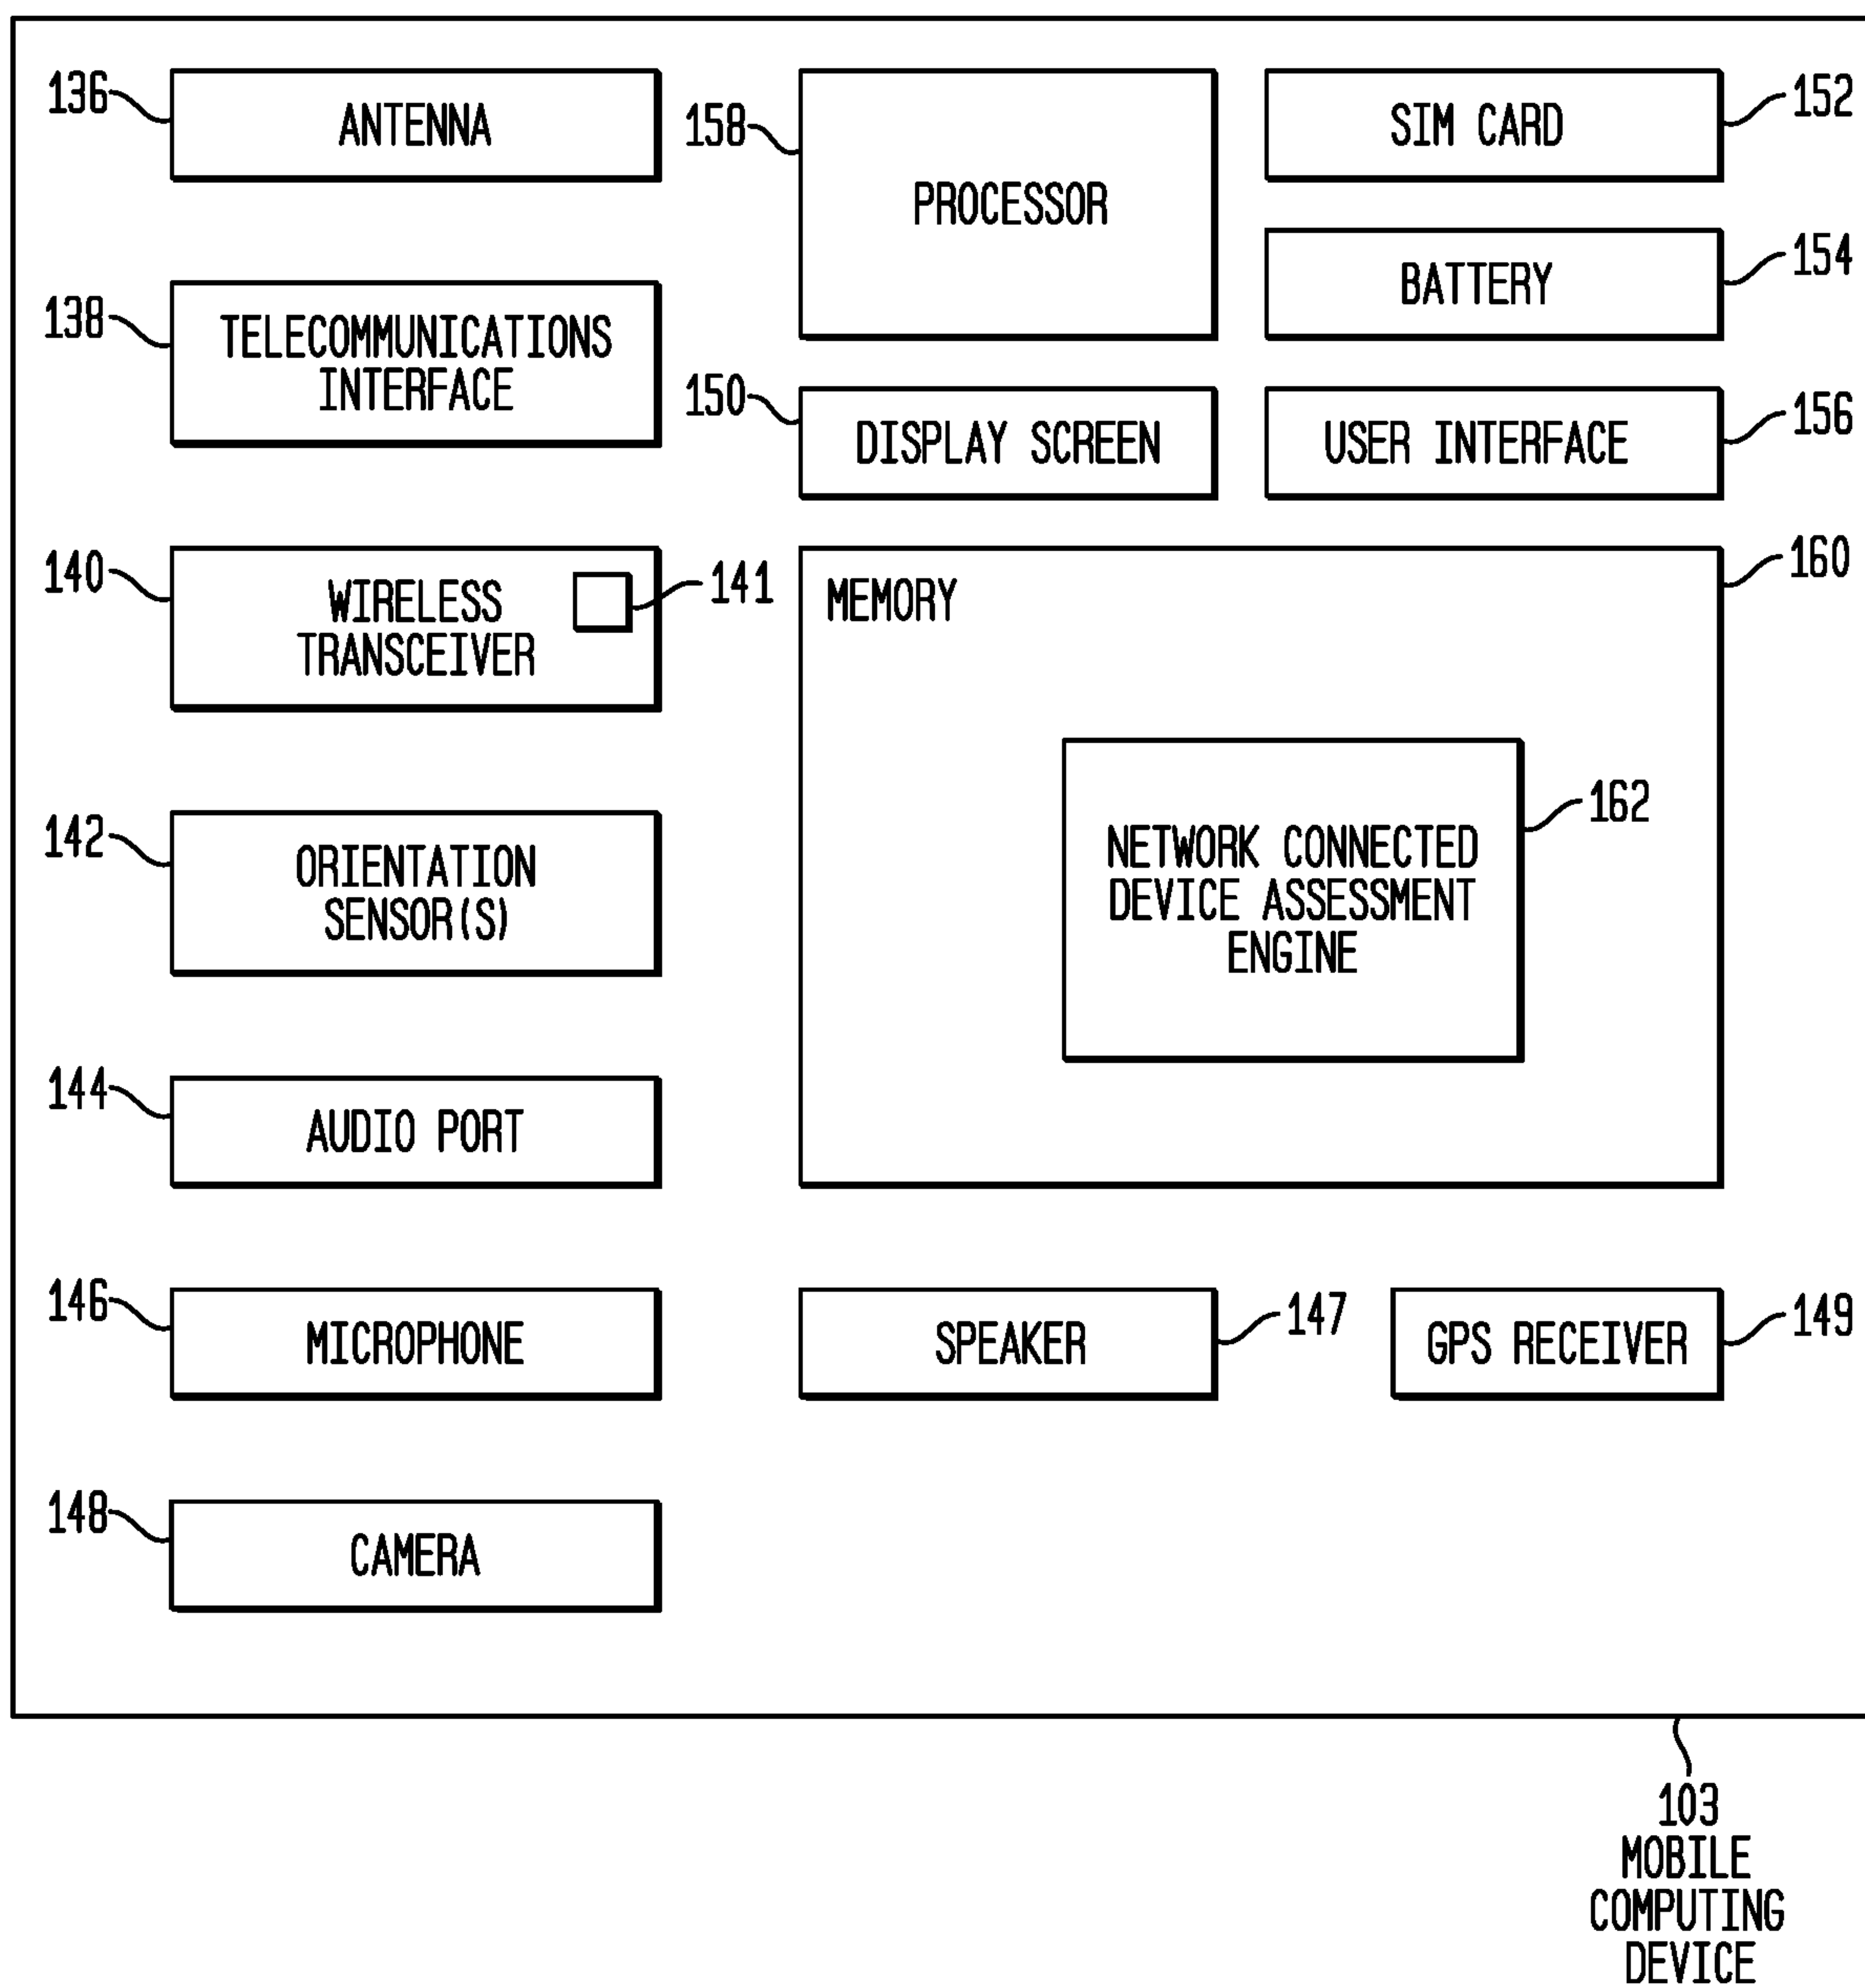 136
ANTENNA
158
PROCESSOR
SIM CARD
152
BATTERY
154
138
TELECOMMUNICATIONS
INTERFACE
150
DISPLAY SCREEN
USER INTERFACE
156
140
WIRELESS
TRANSCEIVER
141
MEMORY
160
142
ORIENTATION
SENSOR(S)
NETWORK CONNECTED
DEVICE ASSESSMENT
ENGINE
162
144
AUDIO PORT
146
MICROPHONE
SPEAKER
147
GPS RECEIVER
149
148
CAMERA
103
MOBILE
COMPUTING
DEVICE